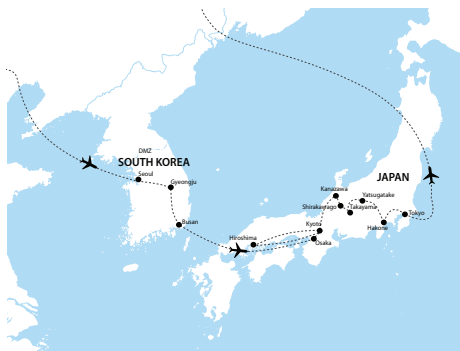 DMZ
SOUTH KOREA
Seoul
Gyeongju
Busan
JAPAN
Kanazawa
Yatsugatake
Shirakawago
Takayama
Tokyo
Hakone
Kyoto
Hiroshima
Osaka